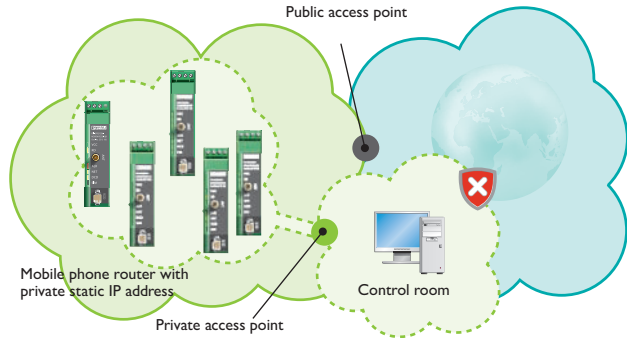 Public access point
Mobile phone router with
private static IP address
Control room
Private access point